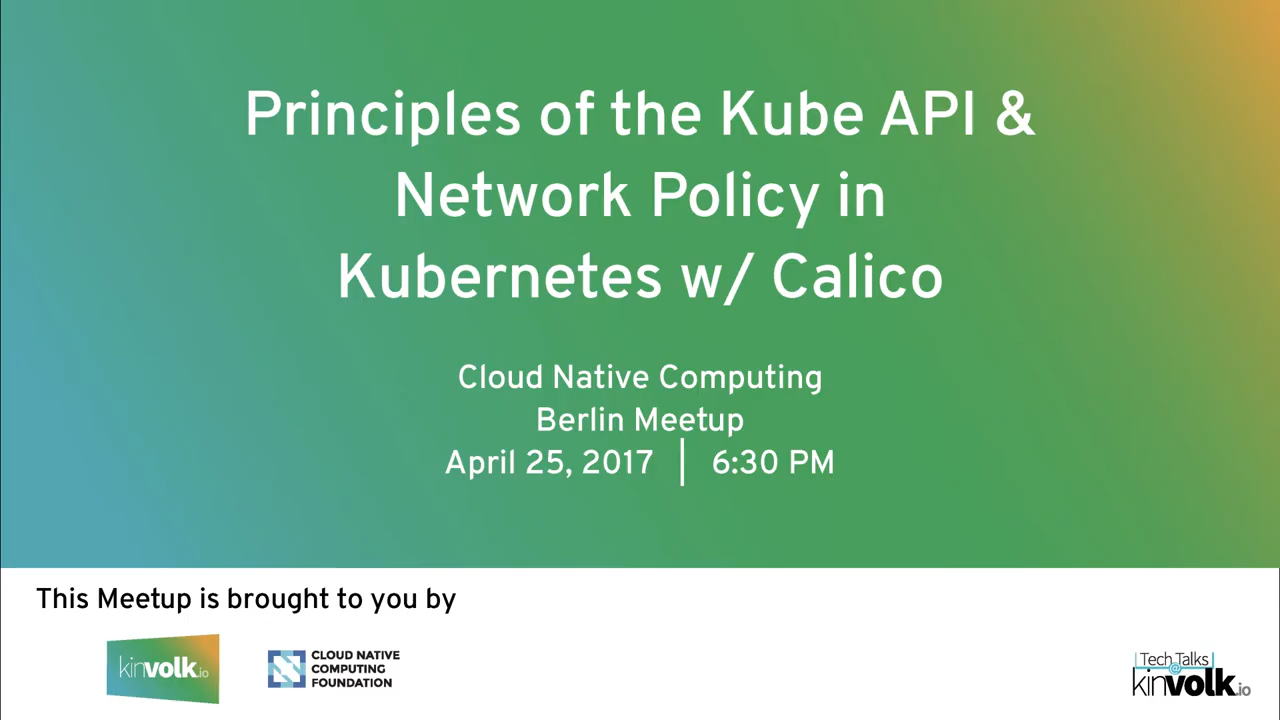 Principles of the Kube API &
Network Policy in
Kubernetes w/ Calico
Cloud Native Computing
Berlin Meetup
April 25, 2017 | 6:30 PM
This Meetup is brought to you by
kinvolk.io
CLOUD NATIVE
COMPUTING
FOUNDATION
Tech Talks
@
kinvolk.io